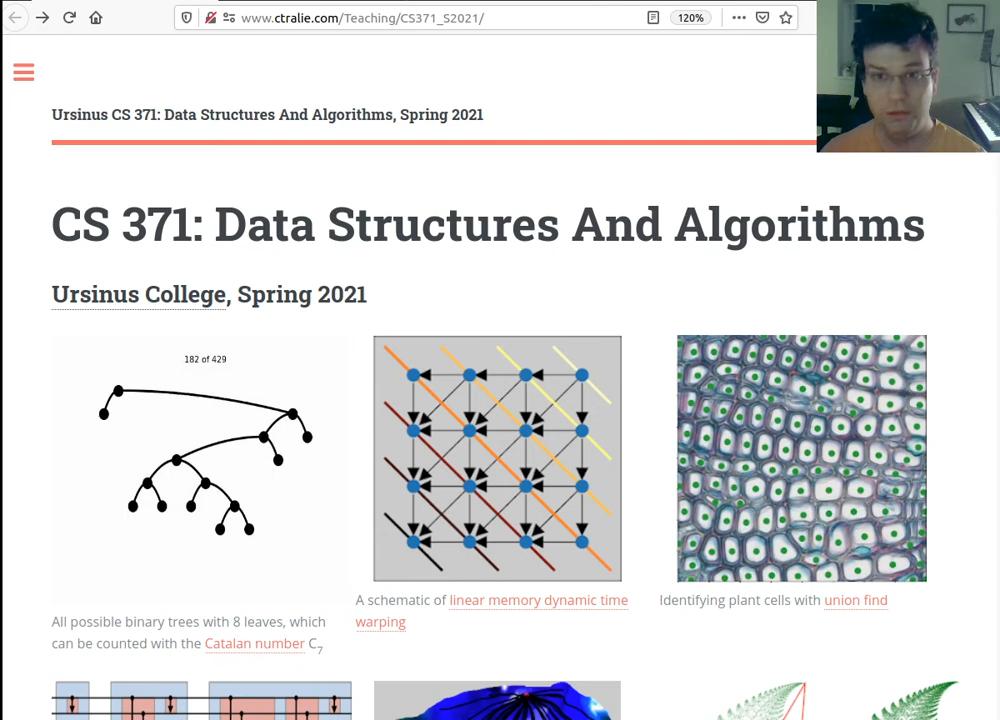 www.ctralie.com/Teaching/CS371_S2021/
120%
Ursinus CS 371: Data Structures And Algorithms, Spring 2021
CS 371: Data Structures And Algorithms
Ursinus College, Spring 2021
182 of 429
All possible binary trees with 8 leaves, which
can be counted with the Catalan number C7
A schematic of linear memory dynamic time
warping
Identifying plant cells with union find